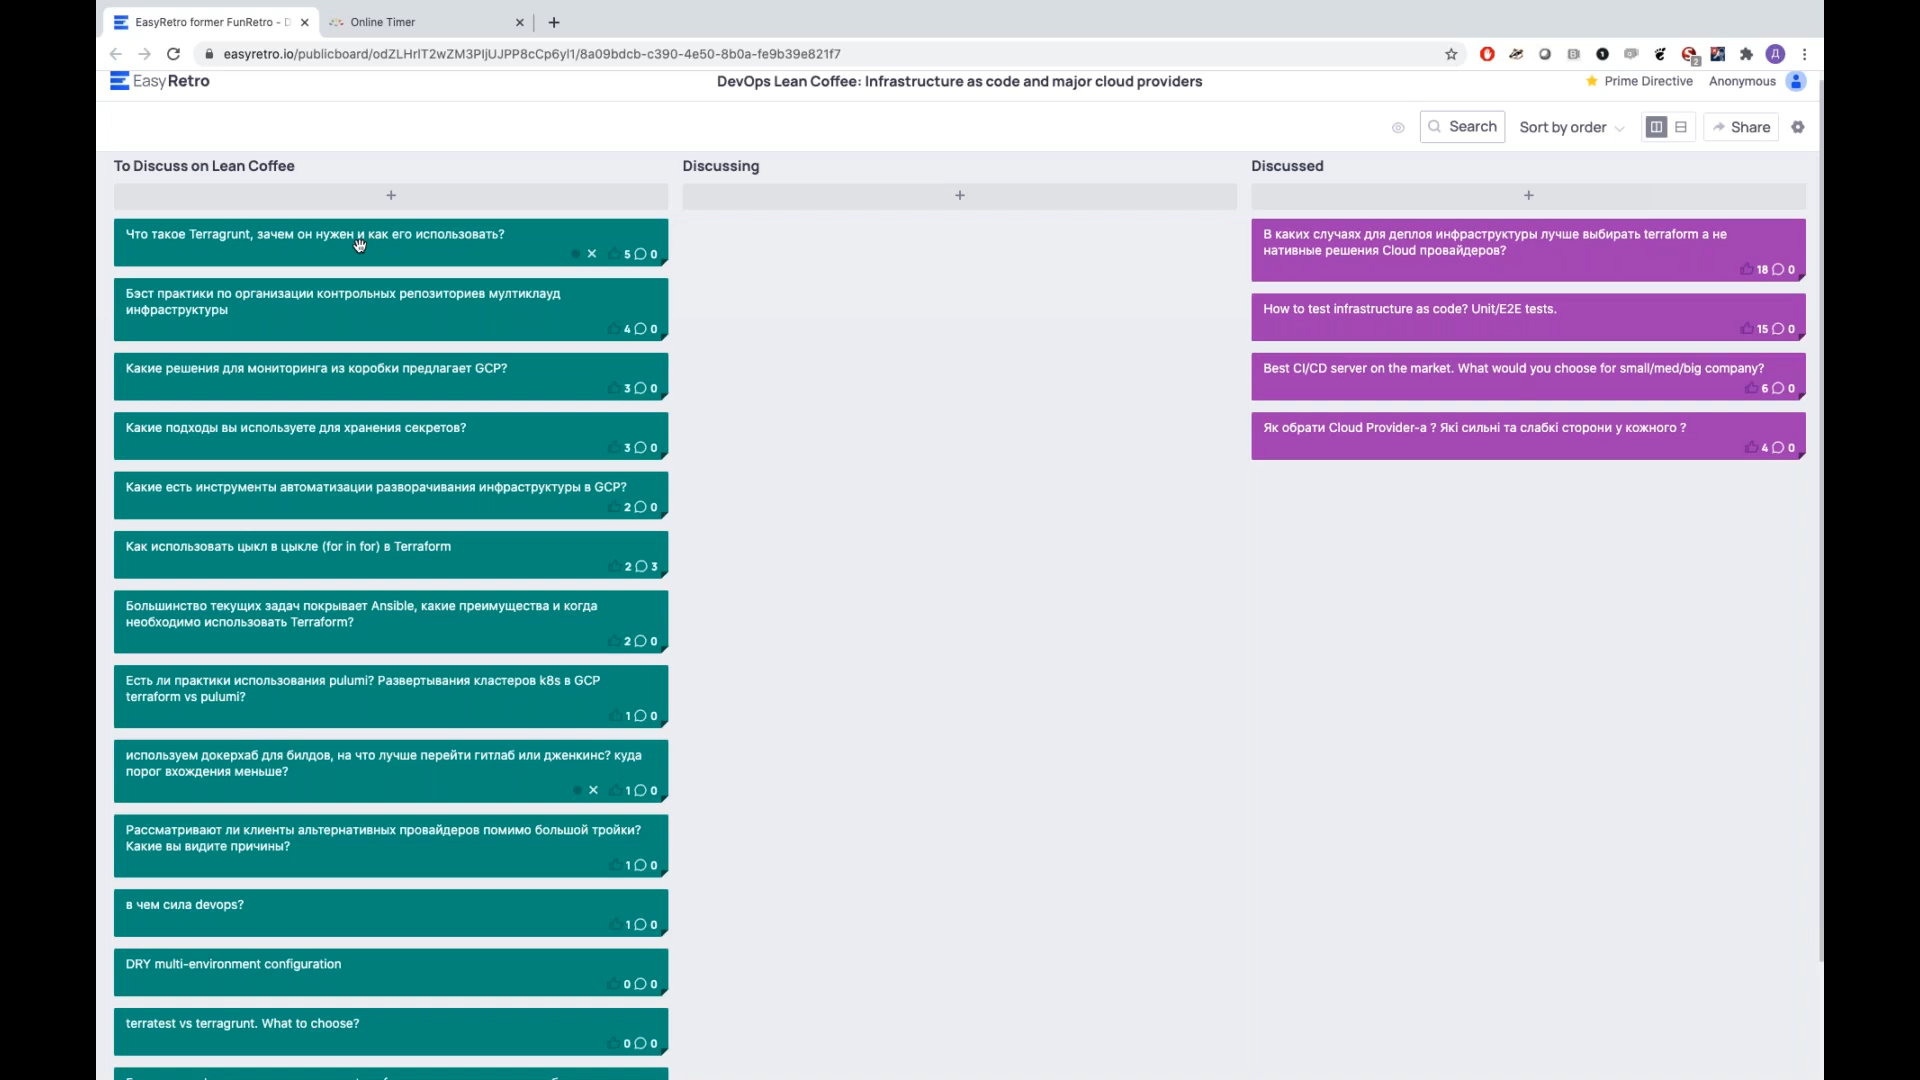 EasyRetro former FunRetro - D
Online Timer
easyretro.io/publicboard/odZLHrIT2wZM3PIjUJPP8cCp6yI1/8a09bdcb-c390-4e50-8b0a-fe9b39e821f7
2
Д
EasyRetro
DevOps Lean Coffee: Infrastructure as code and major cloud providers
Prime Directive
Anonymous
Search
Sort by order
Share
To Discuss on Lean Coffee
Что такое Terragrunt, зачем он нужен и как его использовать?
5 0
Бэст практики по организации контрольных репозиториев мултиклауд
инфраструктуры
4 0
Какие решения для мониторинга из коробки предлагает GCP?
3 0
Какие подходы вы используете для хранения секретов?
3 0
Какие есть инструменты автоматизации разворачивания инфраструктуры в GCP?
2 0
Как использовать цыкл в цыкле (for in for) в Terraform
2 3
Большинство текущих задач покрывает Ansible, какие преимущества и когда
необходимо использовать Terraform?
2 0
Есть ли практики использования pulumi? Развертывания кластеров k8s в GCP
terraform vs pulumi?
1 0
используем докерхаб для билдов, на что лучше перейти гитлаб или дженкинс? куда
порог вхождения меньше?
1 0
Рассматривают ли клиенты альтернативных провайдеров помимо большой тройки?
Какие вы видите причины?
1 0
в чем сила devops?
1 0
DRY multi-environment configuration
0 0
terratest vs terragrunt. What to choose?
0 0
Discussing
Discussed
В каких случаях для деплоя инфраструктуры лучше выбирать terraform а не
нативные решения Cloud провайдеров?
18 0
How to test infrastructure as code? Unit/E2E tests.
15 0
Best CI/CD server on the market. What would you choose for small/med/big company?
6 0
Як обрати Cloud Provider-а ? Які сильні та слабкі сторони у кожного ?
4 0